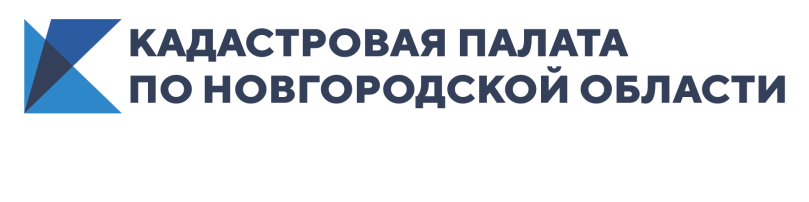 КАДАСТРОВАЯ ПАЛАТА
ПО НОВГОРОДСКОЙ ОБЛАСТИ